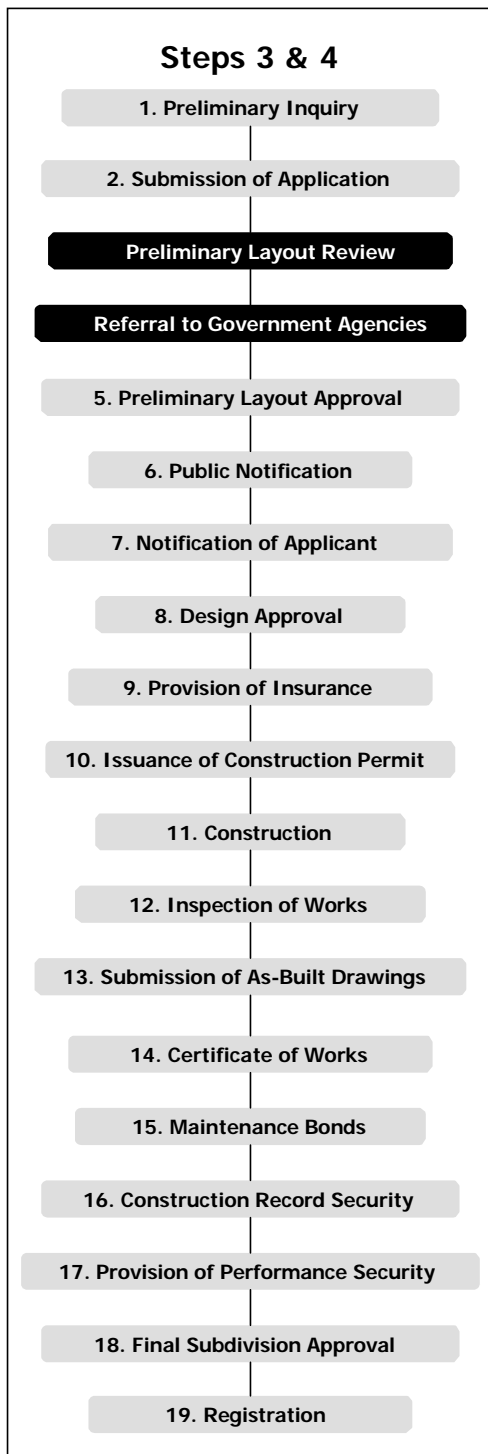 Steps 3 & 4
1. Preliminary Inquiry
2. Submission of Application
Preliminary Layout Review
Referral to Government Agencies
5. Preliminary Layout Approval
6. Public Notification
7. Notification of Applicant
8. Design Approval
9. Provision of Insurance
10. Issuance of Construction Permit
11. Construction
12. Inspection of Works
13. Submission of As-Built Drawings
14. Certificate of Works
15. Maintenance Bonds
16. Construction Record Security
17. Provision of Performance Security
18. Final Subdivision Approval
19. Registration